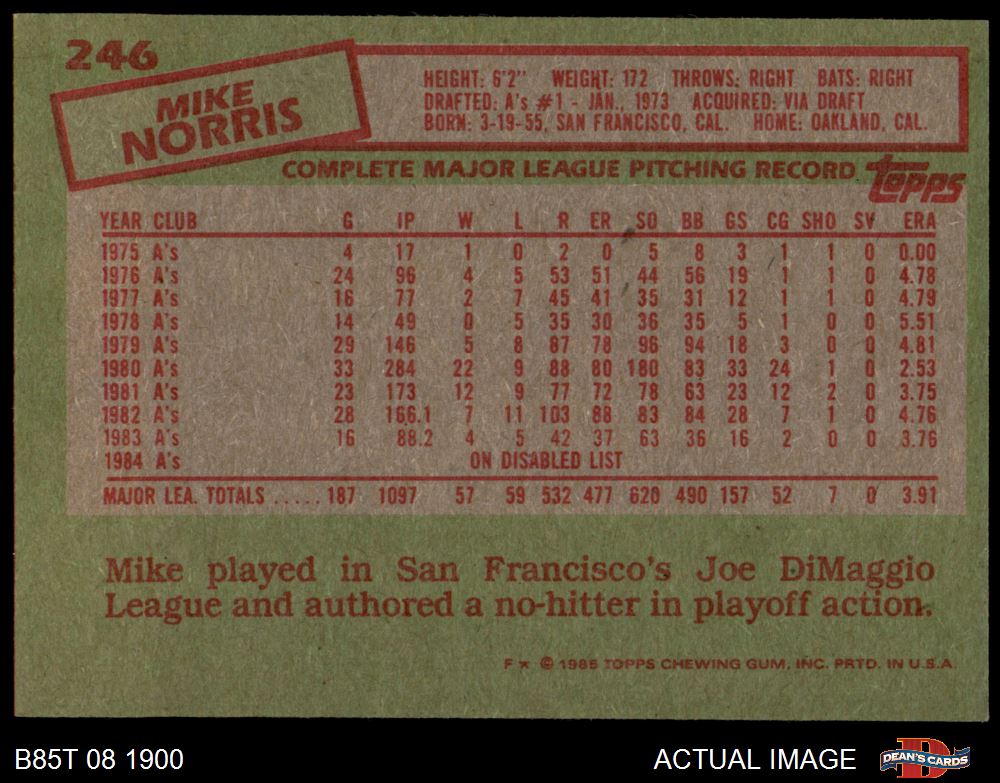 246
MIKE
NORRIS
HEIGHT: 6'2" WEIGHT: 172 THROWS: RIGHT BATS: RIGHT
DRAFTED: A's #1 - JAN., 1973 ACQUIRED: VIA DRAFT
BORN: 3-19-55, SAN FRANCISCO, CAL. HOME: OAKLAND, CAL.
COMPLETE MAJOR LEAGUE PITCHING RECORD
Topps
YEAR CLUB G IP W L R ER SO BB GS CG SHO SV ERA
1975 A's 4 17 1 0 2 0 5 8 3 1 1 0 0.00
1976 A's 24 96 4 5 53 51 44 56 19 1 1 0 4.78
1977 A's 16 77 2 7 45 41 35 31 12 1 1 0 4.79
1978 A's 14 49 0 5 35 30 36 35 5 1 0 0 5.51
1979 A's 29 146 5 8 87 78 96 94 18 3 0 0 4.81
1980 A's 33 284 22 9 88 80 180 83 33 24 1 0 2.53
1981 A's 23 173 12 9 77 72 78 63 23 12 2 0 3.75
1982 A's 28 166.1 7 11 103 88 83 84 28 7 1 0 4.76
1983 A's 16 88.2 4 5 42 37 63 36 16 2 0 0 3.76
1984 A's ON DISABLED LIST
MAJOR LEA. TOTALS ..... 187 1097 57 59 532 477 620 490 157 52 7 0 3.91
Mike played in San Francisco's Joe DiMaggio
League and authored a no-hitter in playoff action.
F * © 1985 TOPPS CHEWING GUM, INC. PRTD. IN U.S.A.
B85T 08 1900
ACTUAL IMAGE
DEAN'S CARDS